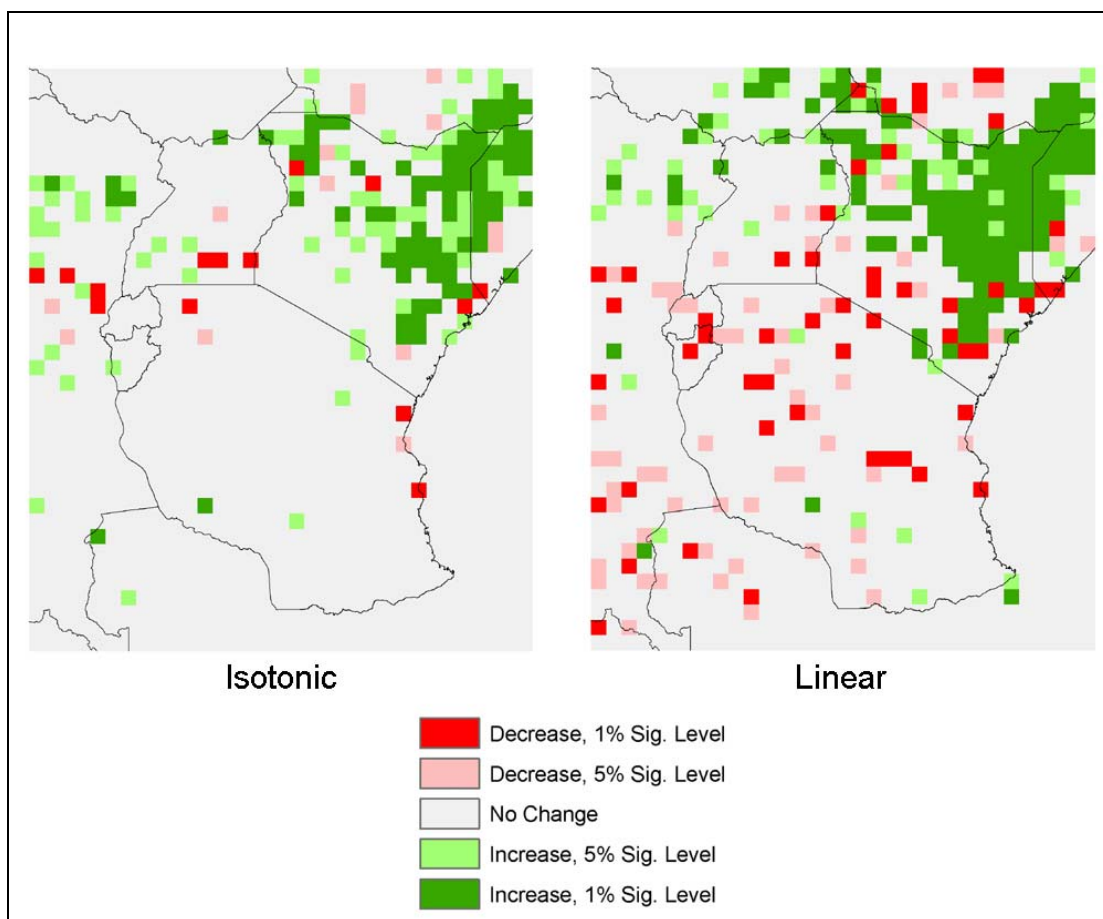 Isotonic
Linear
Decrease, 1% Sig. Level
Decrease, 5% Sig. Level
No Change
Increase, 5% Sig. Level
Increase, 1% Sig. Level